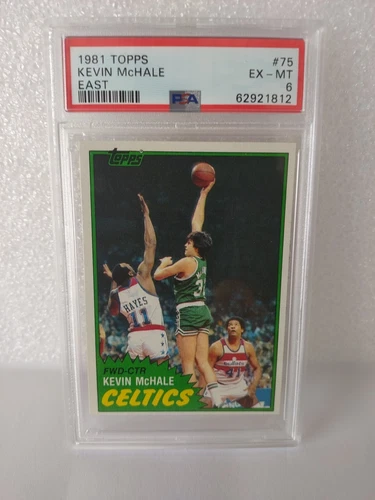 1981 TOPPS #75
KEVIN McHALE EX - MT
EAST 6
PSA 62921812
topps
HAYES
11
FWD-CTR
KEVIN McHALE
CELTICS